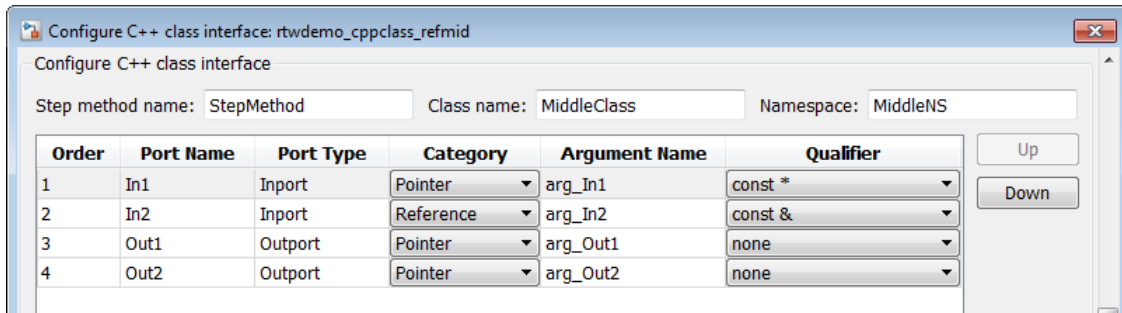 Configure C++ class interface: rtwdemo_cppclass_refmid
Configure C++ class interface
Step method name: StepMethod Class name: MiddleClass Namespace: MiddleNS
Order Port Name Port Type Category Argument Name Qualifier Up
1 In1 Inport Pointer arg_In1 const * Down
2 In2 Inport Reference arg_In2 const &
3 Out1 Outport Pointer arg_Out1 none
4 Out2 Outport Pointer arg_Out2 none